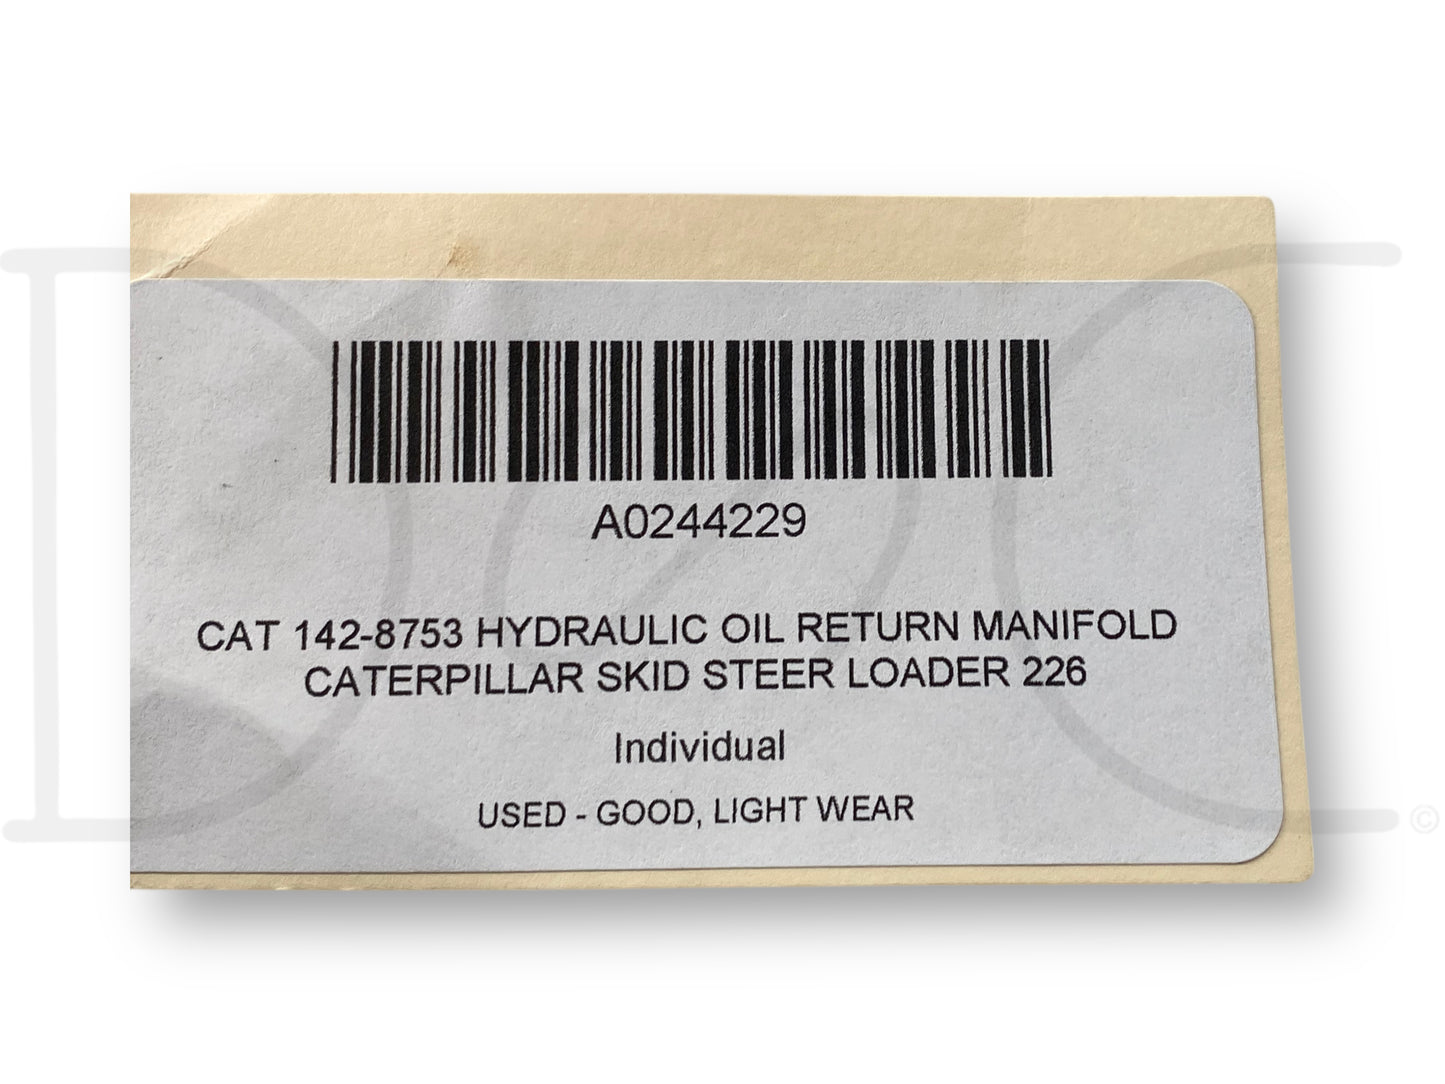 A0244229
CAT 142-8753 HYDRAULIC OIL RETURN MANIFOLD
CATERPILLAR SKID STEER LOADER 226
Individual
USED - GOOD, LIGHT WEAR
©